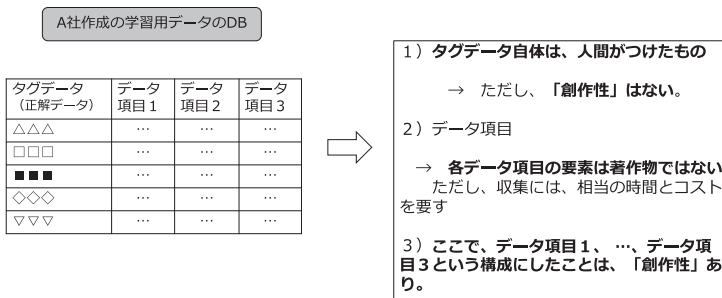 A社作成の学習用データのDB
タグデータ データ データ データ
（正解データ） 項目１ 項目２ 項目３
△△△ … … …
□□□ … … …
■■■ … … …
◇◇◇ … … …
▽▽▽ … … …
１）タグデータ自体は、人間がつけたもの
→ ただし、「創作性」はない。
２）データ項目
→ 各データ項目の要素は著作物ではない
ただし、収集には、相当の時間とコスト
を要す
３）ここで、データ項目１、 …、データ項
目３という構成にしたことは、「創作性」あ
り。